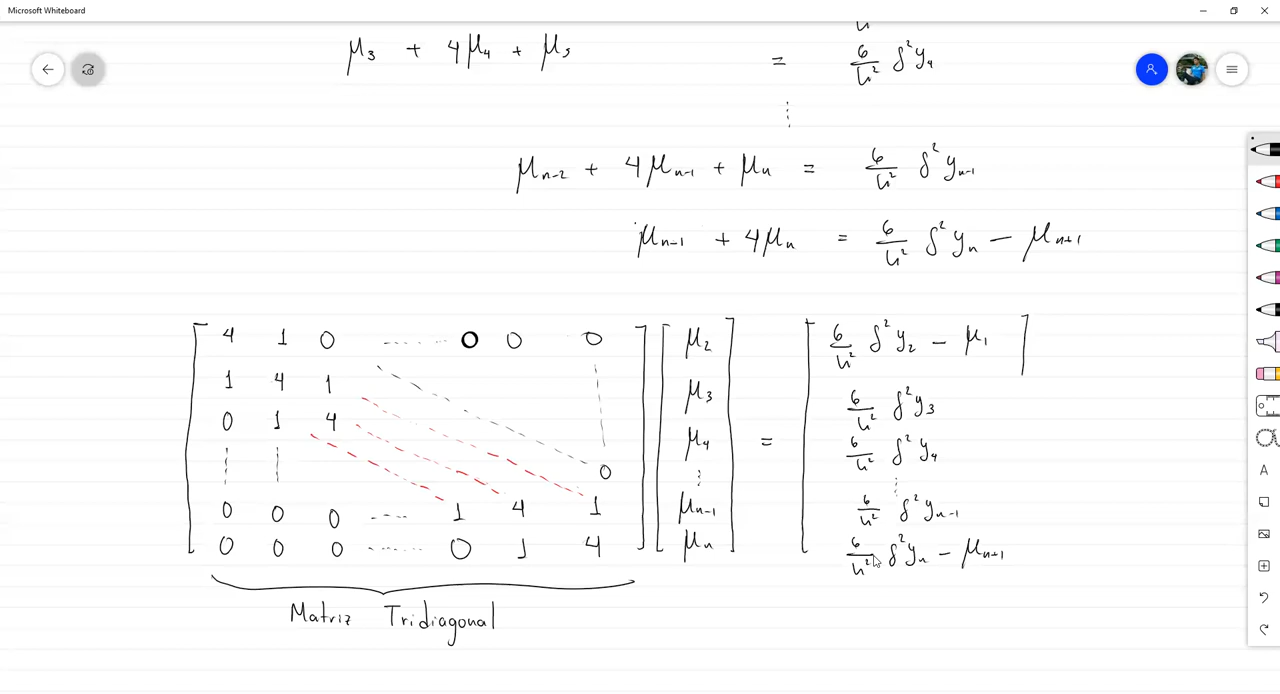 Microsoft Whiteboard
μ₃ + 4μ₄ + μ₅ = 6/h² δ²y₄
⋮
μₙ₋₂ + 4μₙ₋₁ + μₙ = 6/h² δ²yₙ₋₁
μₙ₋₁ + 4μₙ = 6/h² δ²yₙ − μₙ₊₁
4 1 0 ...... 0 0 0 μ₂ 6/h² δ²y₂ − μ₁
1 4 1 μ₃ 6/h² δ²y₃
0 1 4 μ₄ = 6/h² δ²y₄
⋮ ⋮ 0 ⋮ ⋮
0 0 0 ...... 1 4 1 μₙ₋₁ 6/h² δ²yₙ₋₁
0 0 0 ...... 0 1 4 μₙ 6/h² δ²yₙ − μₙ₊₁
Matriz Tridiagonal
A